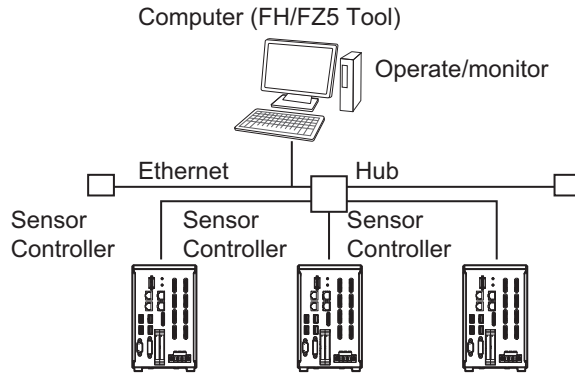 Computer (FH/FZ5 Tool)
Operate/monitor
Ethernet
Hub
Sensor
Controller
Sensor
Controller
Sensor
Controller